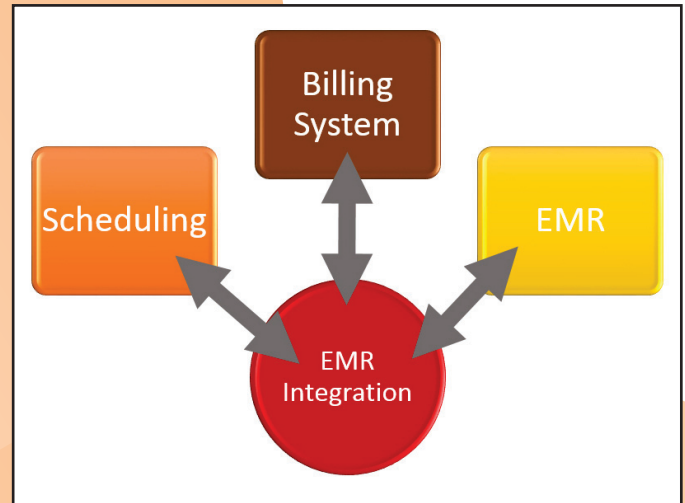 Billing
System
Scheduling
EMR
EMR
Integration